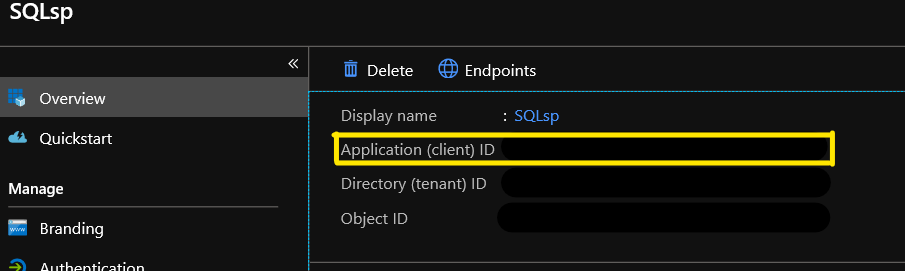 SQLsp
«
Delete Endpoints
Overview
Display name : SQLsp
Quickstart
Application (client) ID
Directory (tenant) ID
Manage
Object ID
www Branding
Authentication